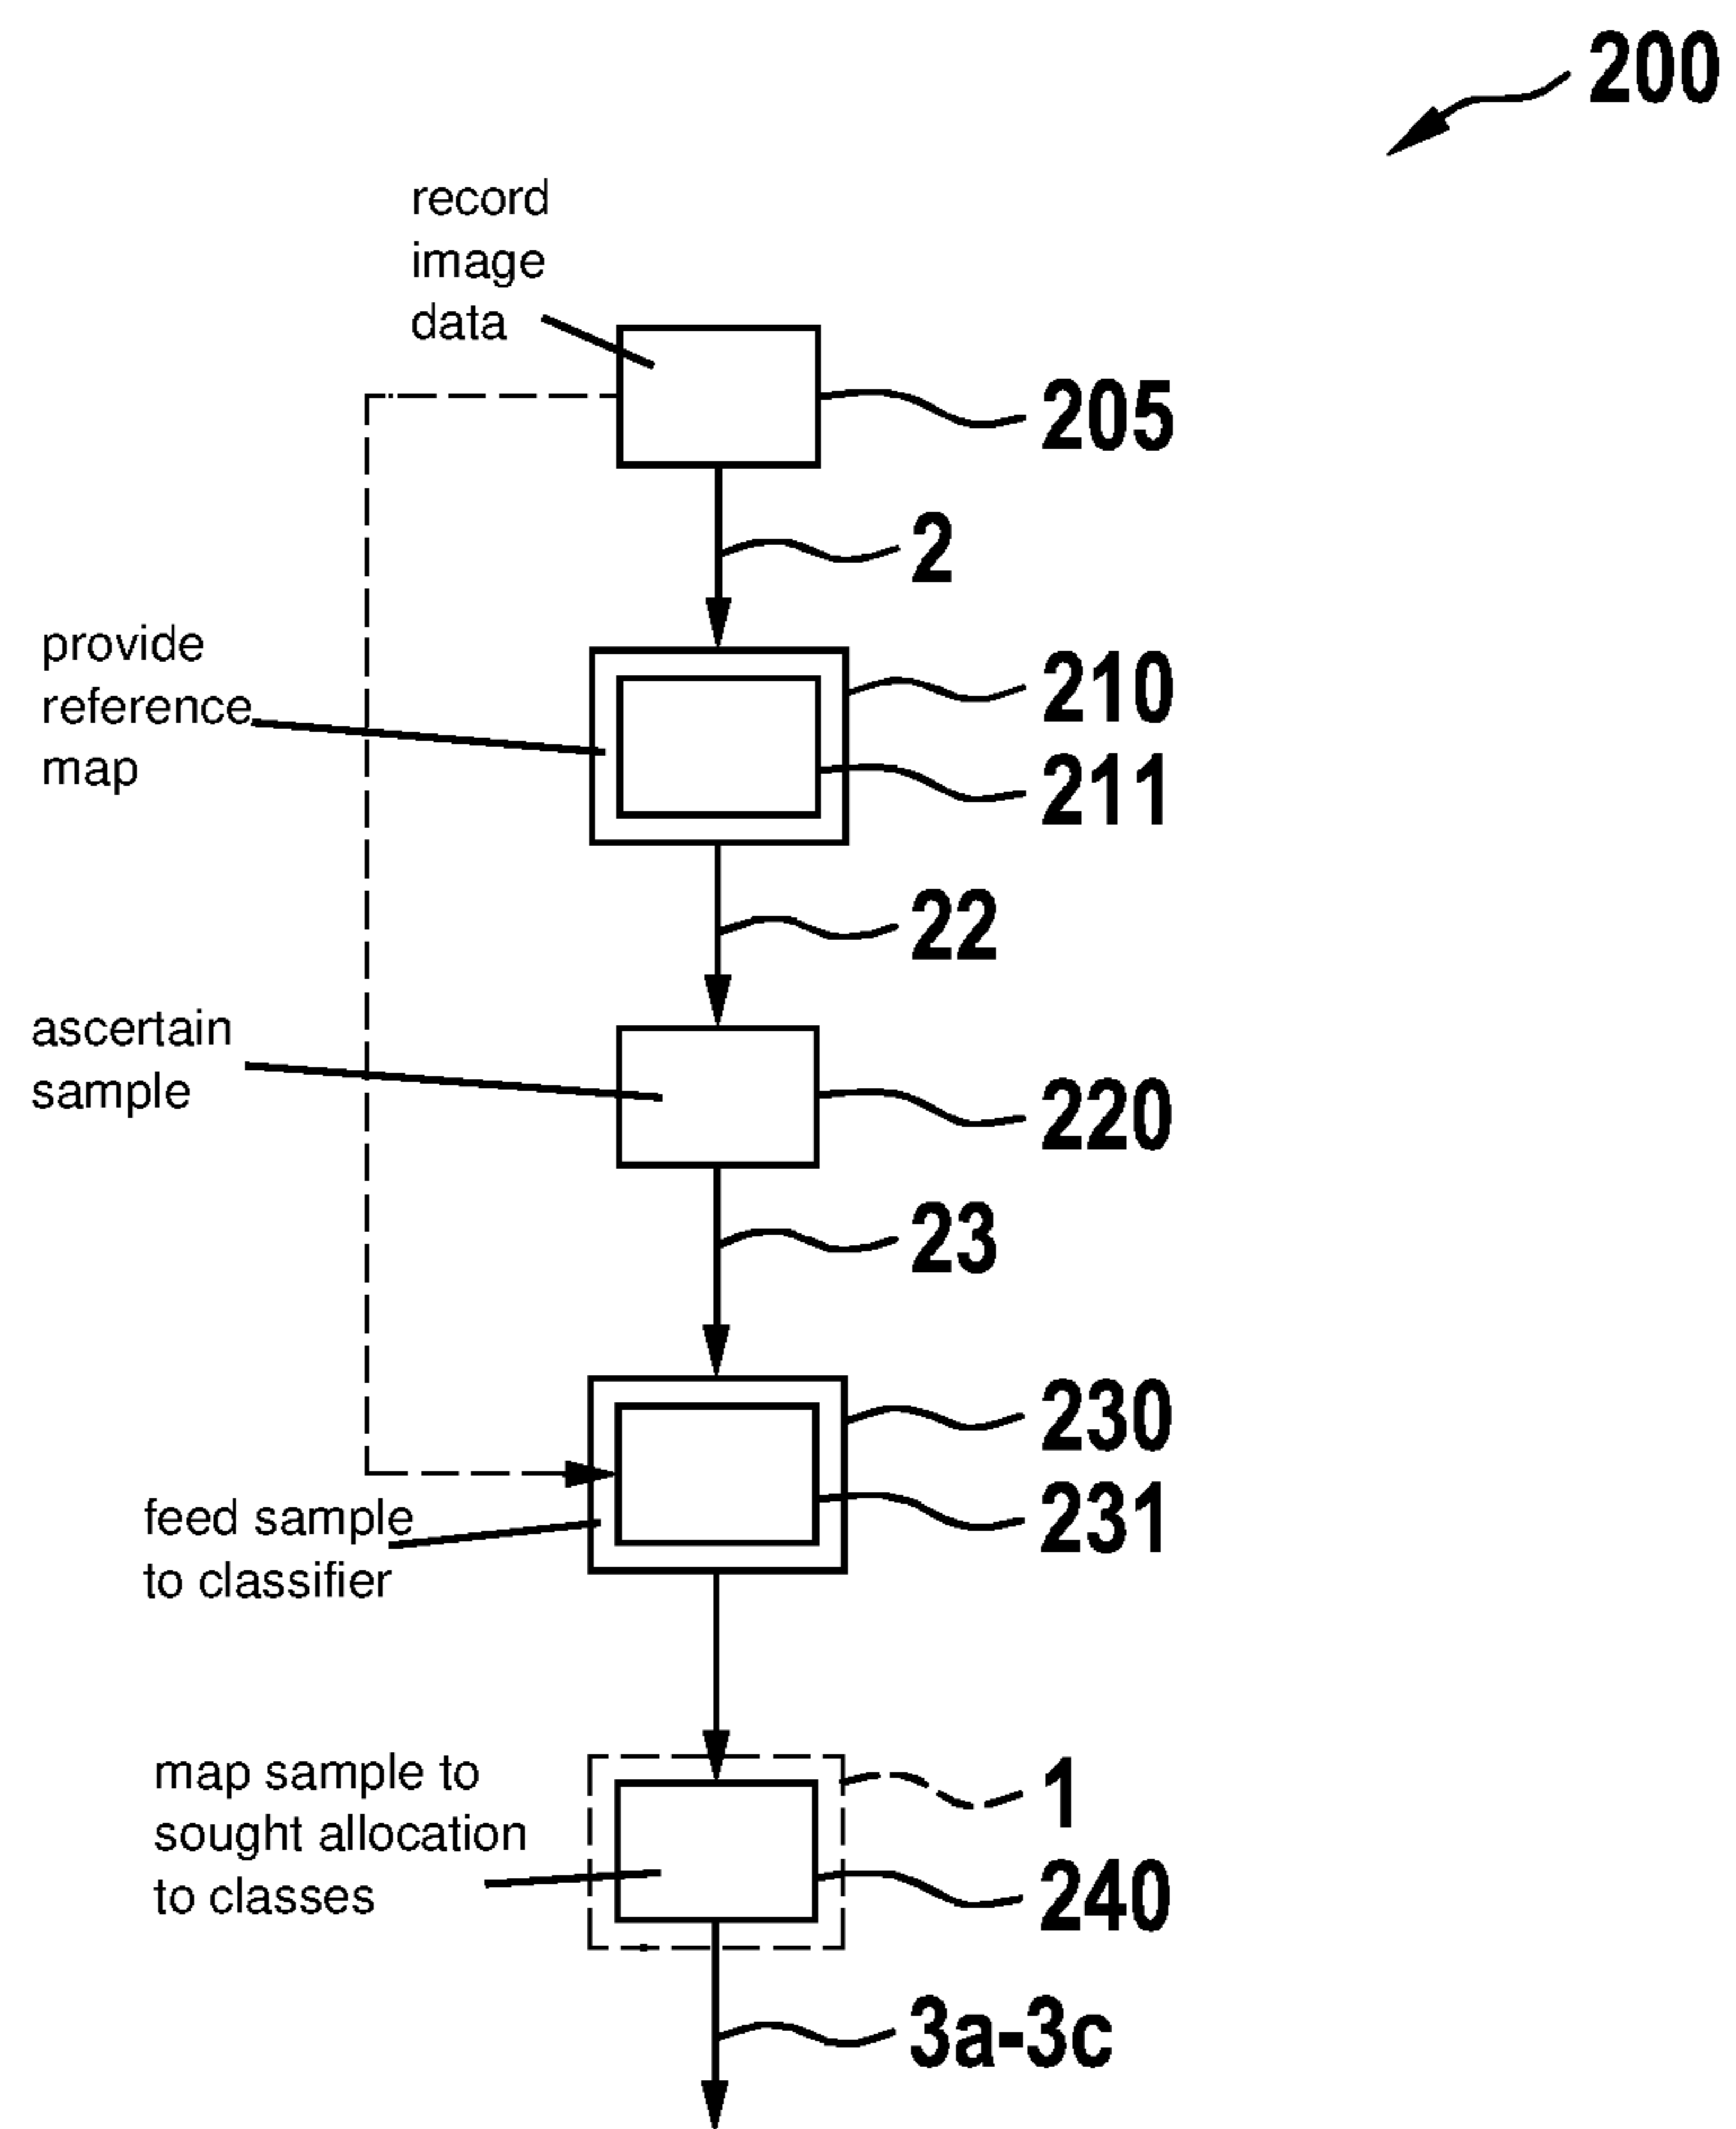 200
record
image
data
205
2
provide
reference
map
210
211
22
ascertain
sample
220
23
230
231
feed sample
to classifier
map sample to
sought allocation
to classes
1
240
3a-3c